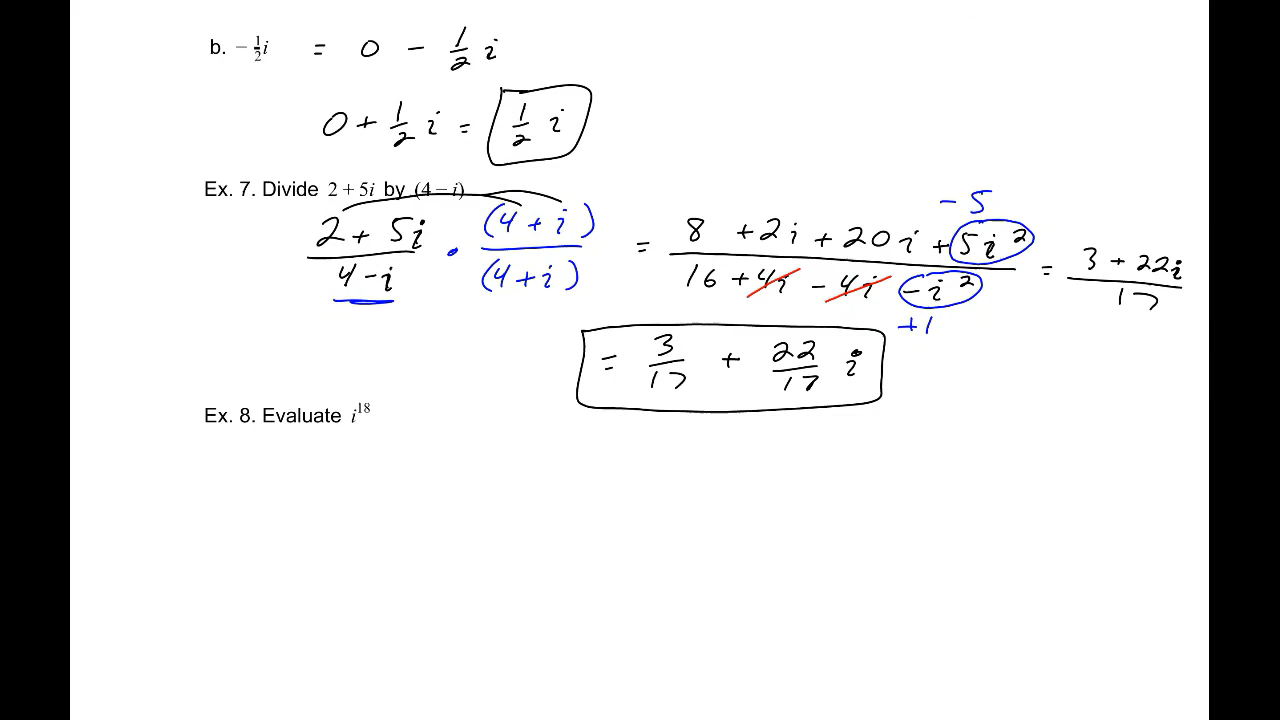 b. −½i = 0 − 1/2 i
0 + 1/2 i = 1/2 i
Ex. 7. Divide 2 + 5i by (4 − i)
(2 + 5i)/(4 − i) · (4 + i)/(4 + i) = (8 + 2i + 20i + 5i²)/(16 + 4i − 4i − i²) = (3 + 22i)/17
− 5
+1
= 3/17 + 22/17 i
Ex. 8. Evaluate i¹⁸